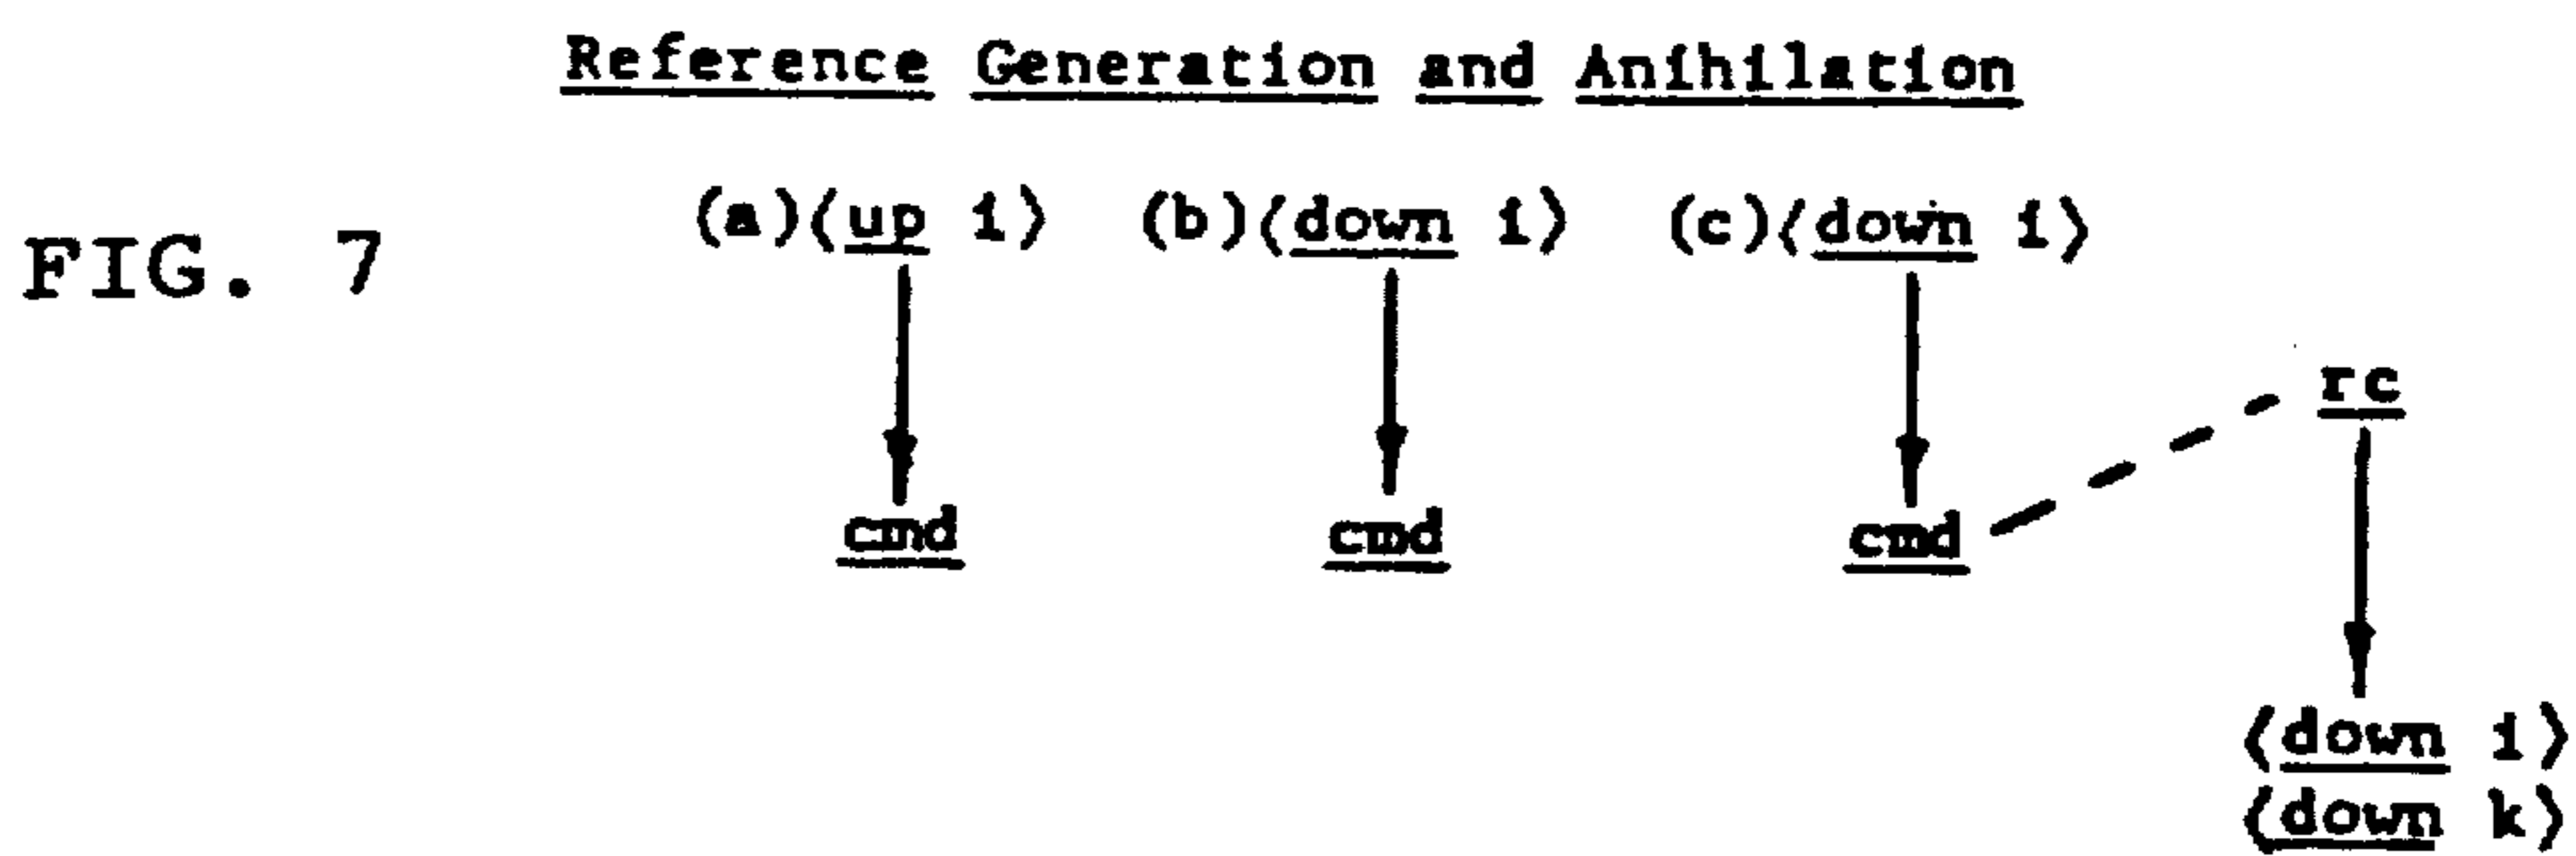 Reference Generation and Anihilation
FIG. 7
(a)⟨up i⟩ (b)⟨down i⟩ (c)⟨down i⟩
rc
cmd cmd cmd
⟨down i⟩
⟨down k⟩